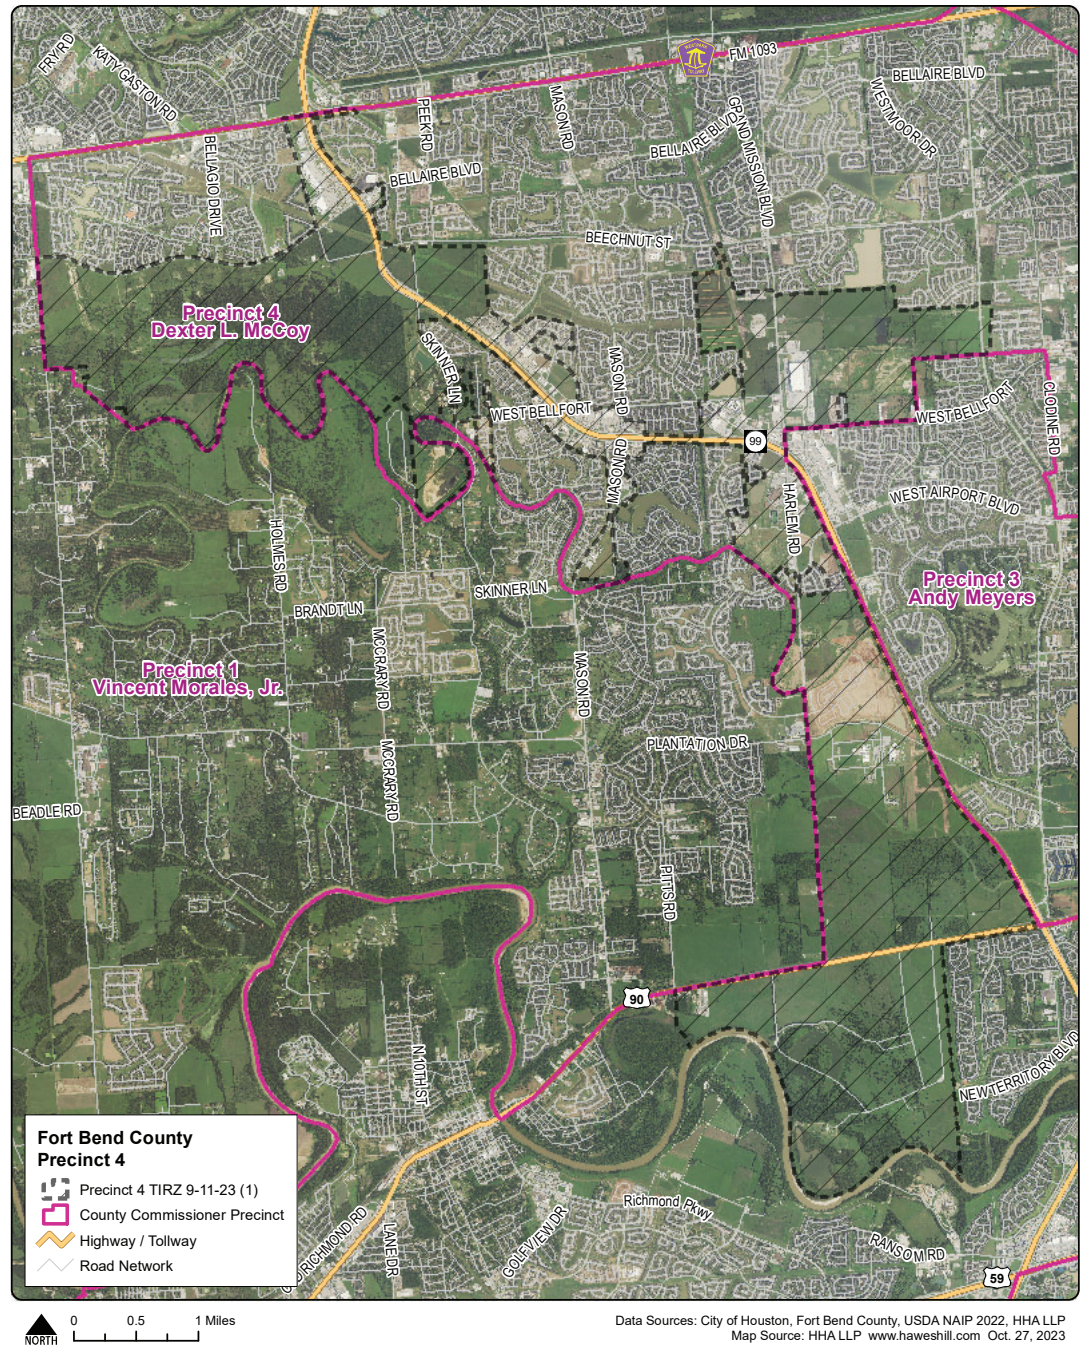 FRY RD
KATY GASTON RD
FM 1093
BELLAIRE BLVD
WESTMOOR DR
PEEK RD
MASON RD
BELLAIRE BLVD
GRAND MISSION BLVD
BELLAGIO DRIVE
BELLAIRE BLVD
BEECHNUT ST
Precinct 4
Dexter L. McCoy
SKINNER LN
MASON RD
WEST BELLFORT
WEST BELLFORT
CLODINE RD
99
MASON RD
HARLEM RD
WEST AIRPORT BLVD
HOLMES RD
SKINNER LN
BRANDT LN
Precinct 3
Andy Meyers
MCCRARY RD
MASON RD
Precinct 1
Vincent Morales, Jr.
PLANTATION DR
MCCRARY RD
BEADLE RD
PITTS RD
90
N 10TH ST
NEW TERRITORY BLVD
Richmond Pkwy
RICHMOND RD
LANE DR
GOLFVIEW DR
RANSOM RD
59
Fort Bend County
Precinct 4
Precinct 4 TIRZ 9-11-23 (1)
County Commissioner Precinct
Highway / Tollway
Road Network
NORTH
0 0.5 1 Miles
Data Sources: City of Houston, Fort Bend County, USDA NAIP 2022, HHA LLP
Map Source: HHA LLP www.haweshill.com Oct. 27, 2023